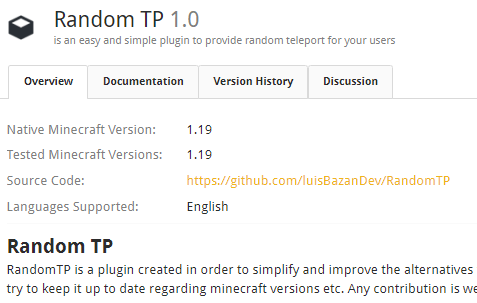 Random TP 1.0
is an easy and simple plugin to provide random teleport for your users
Overview Documentation Version History Discussion
Native Minecraft Version: 1.19
Tested Minecraft Versions: 1.19
Source Code: https://github.com/luisBazanDev/RandomTP
Languages Supported: English
Random TP
RandomTP is a plugin created in order to simplify and improve the alternatives
try to keep it up to date regarding minecraft versions etc. Any contribution is we